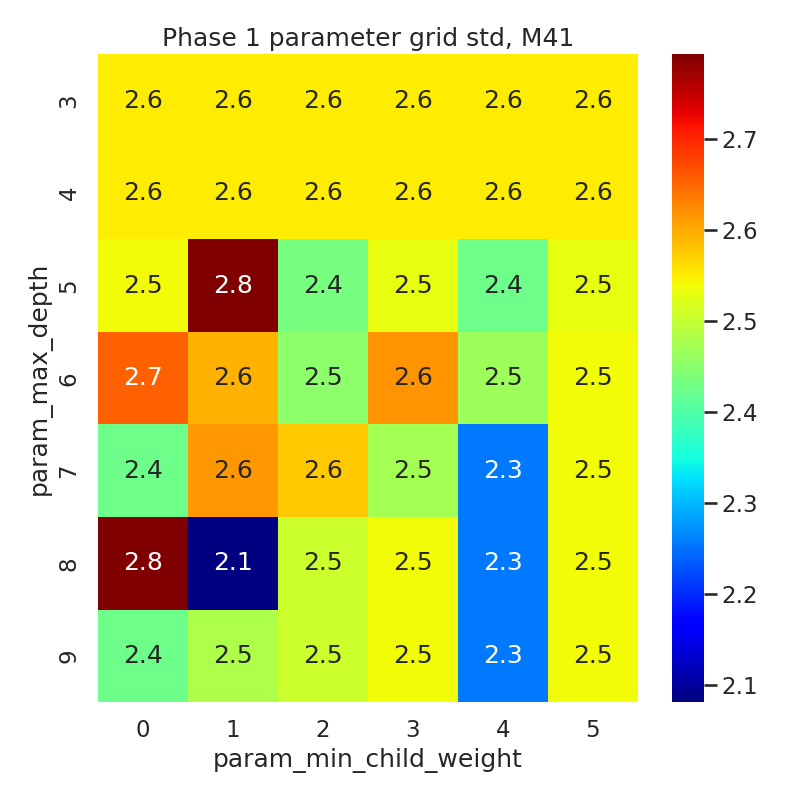 Phase 1 parameter grid std, M41
param_max_depth
3 2.6 2.6 2.6 2.6 2.6 2.6
4 2.6 2.6 2.6 2.6 2.6 2.6
5 2.5 2.8 2.4 2.5 2.4 2.5
6 2.7 2.6 2.5 2.6 2.5 2.5
7 2.4 2.6 2.6 2.5 2.3 2.5
8 2.8 2.1 2.5 2.5 2.3 2.5
9 2.4 2.5 2.5 2.5 2.3 2.5
0 1 2 3 4 5
param_min_child_weight
2.7
2.6
2.5
2.4
2.3
2.2
2.1